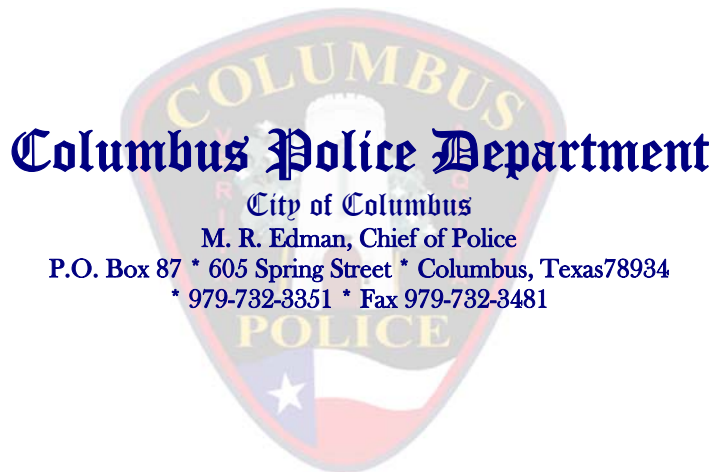 COLUMBUS
Columbus Police Department
City of Columbus
M. R. Edman, Chief of Police
P.O. Box 87 * 605 Spring Street * Columbus, Texas78934
* 979-732-3351 * Fax 979-732-3481
POLICE